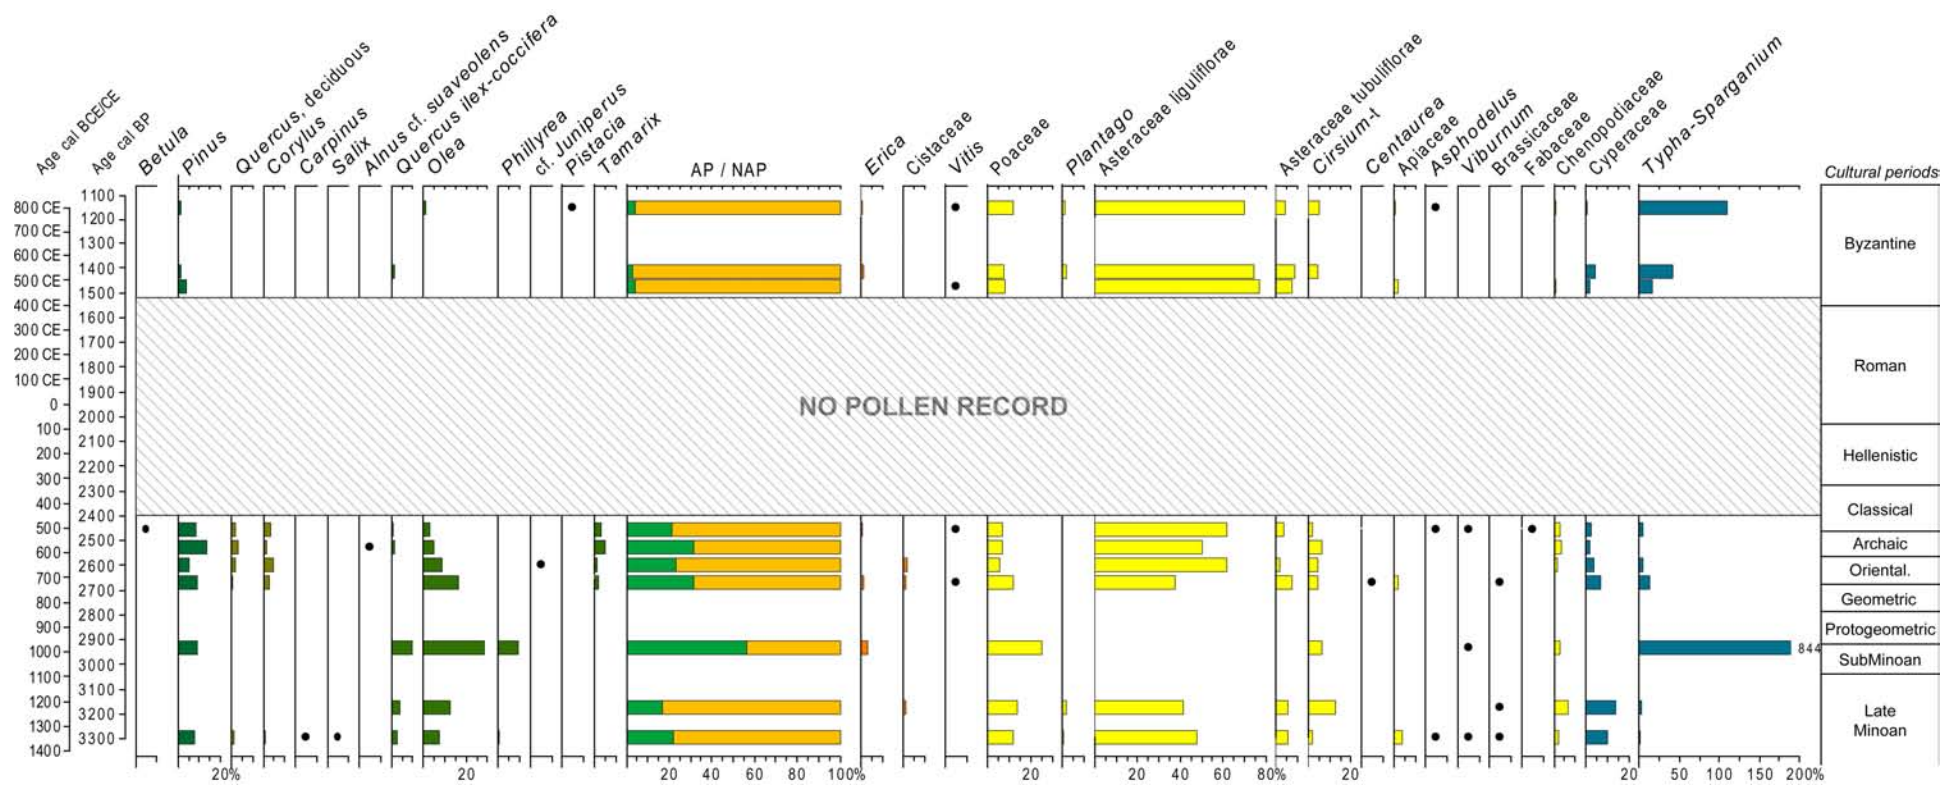 Age cal BCE/CE
Age cal BP
Betula
Pinus
Quercus, deciduous
Corylus
Carpinus
Salix
Alnus cf. suaveolens
Quercus ilex-coccifera
Olea
Phillyrea
cf. Juniperus
Pistacia
Tamarix
AP / NAP
Erica
Cistaceae
Vitis
Poaceae
Plantago
Asteraceae liguliflorae
Asteraceae tubuliflorae
Cirsium-t
Centaurea
Apiaceae
Asphodelus
Viburnum
Brassicaceae
Fabaceae
Chenopodiaceae
Cyperaceae
Typha-Sparganium
Cultural periods
800 CE
700 CE
600 CE
500 CE
400 CE
300 CE
200 CE
100 CE
0
100
200
300
400
500
600
700
800
900
1000
1100
1200
1300
1400
1100
1200
1300
1400
1500
1600
1700
1800
1900
2000
2100
2200
2300
2400
2500
2600
2700
2800
2900
3000
3100
3200
3300
NO POLLEN RECORD
844
Byzantine
Roman
Hellenistic
Classical
Archaic
Oriental.
Geometric
Protogeometric
SubMinoan
Late
Minoan
20% 20 20 40 60 80 100% 20 20 40 60 80% 20 20 50 100 150 200%